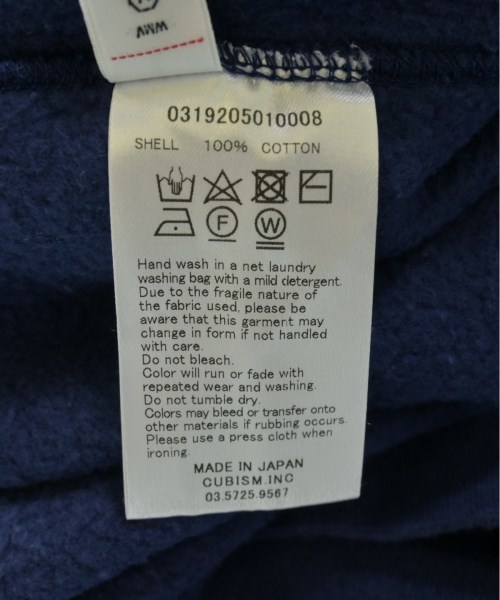 WMV
0319205010008
SHELL 100% COTTON
F W
Hand wash in a net laundry
washing bag with a mild detergent.
Due to the fragile nature of
the fabric used, please be
aware that this garment may
change in form if not handled
with care.
Do not bleach.
Color will run or fade with
repeated wear and washing.
Do not tumble dry.
Colors may bleed or transfer onto
other materials if rubbing occurs.
Please use a press cloth when
ironing.
MADE IN JAPAN
CUBISM.INC
03.5725.9567